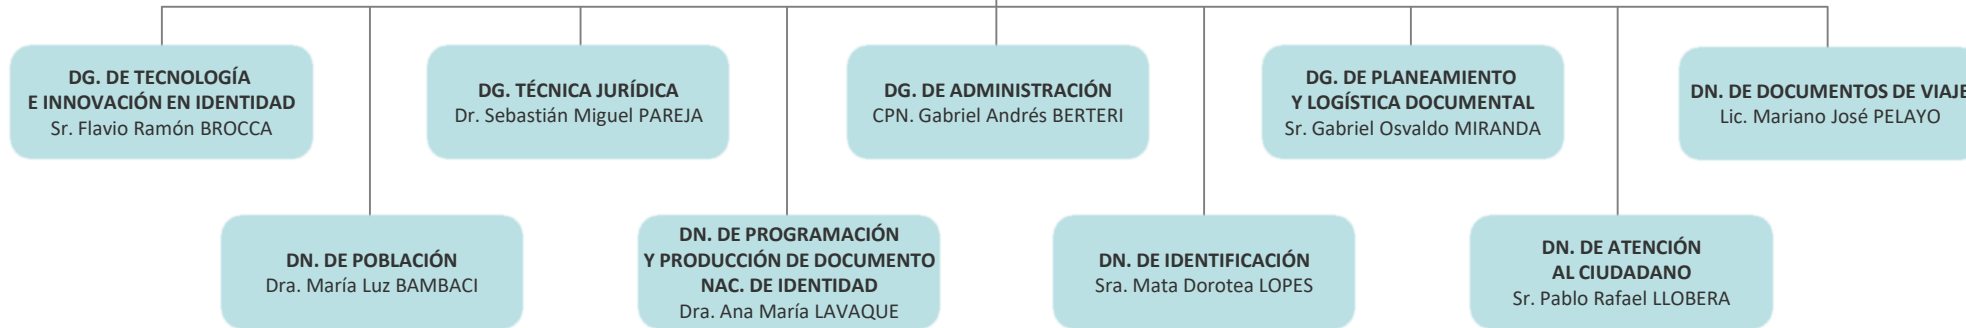 DG. DE TECNOLOGÍA
E INNOVACIÓN EN IDENTIDAD
Sr. Flavio Ramón BROCCA
DG. TÉCNICA JURÍDICA
Dr. Sebastián Miguel PAREJA
DG. DE ADMINISTRACIÓN
CPN. Gabriel Andrés BERTERI
DG. DE PLANEAMIENTO
Y LOGÍSTICA DOCUMENTAL
Sr. Gabriel Osvaldo MIRANDA
DN. DE DOCUMENTOS DE VIAJE
Lic. Mariano José PELAYO
DN. DE POBLACIÓN
Dra. María Luz BAMBACI
DN. DE PROGRAMACIÓN
Y PRODUCCIÓN DE DOCUMENTO
NAC. DE IDENTIDAD
Dra. Ana María LAVAQUE
DN. DE IDENTIFICACIÓN
Sra. Mata Dorotea LOPES
DN. DE ATENCIÓN
AL CIUDADANO
Sr. Pablo Rafael LLOBERA